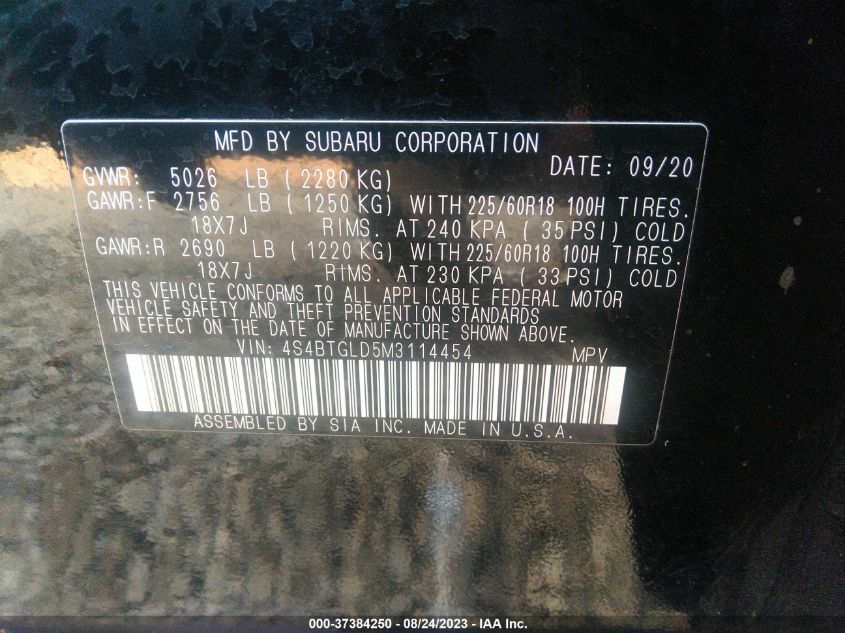 MFD BY SUBARU CORPORATION
DATE: 09/20
GVWR: 5026 LB ( 2280 KG)
GAWR:F 2756 LB ( 1250 KG) WITH 225/60R18 100H TIRES.
18X7J RIMS. AT 240 KPA ( 35 PSI) COLD
GAWR:R 2690 LB ( 1220 KG) WITH 225/60R18 100H TIRES.
18X7J RIMS. AT 230 KPA ( 33 PSI) COLD
THIS VEHICLE CONFORMS TO ALL APPLICABLE FEDERAL MOTOR
VEHICLE SAFETY AND THEFT PREVENTION STANDARDS
IN EFFECT ON THE DATE OF MANUFACTURE SHOWN ABOVE.
VIN: 4S4BTGLD5M3114454 MPV
ASSEMBLED BY SIA INC. MADE IN U.S.A.
000-37384250 - 08/24/2023 - IAA Inc.